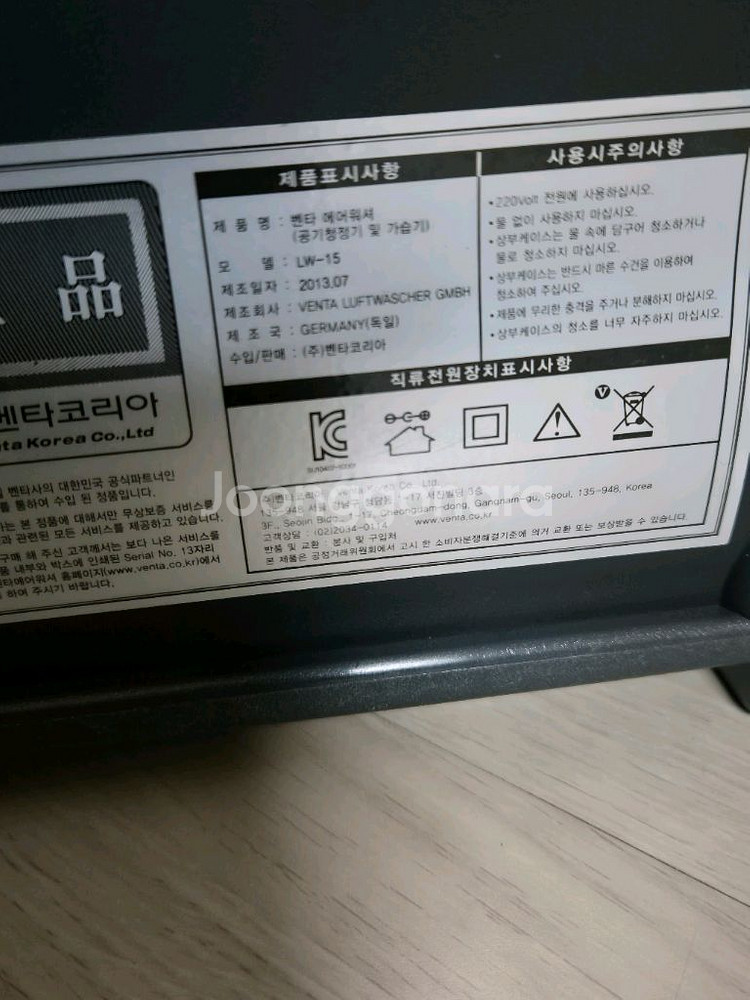 品
벤타코리아
nta Korea Co.,Ltd
벤타사의 대한민국 공식파트너인
를 통하여 수입 된 정품입니다.
는 본 정품에 대해서만 무상보증 서비스를
과 관련된 모든 서비스를 제공하고 있습니다.
구매 해 주신 고객께서는 보다 나은 서비스를
품 내부와 박스에 인쇄된 Serial No. 13자리
벤타에어워셔 홈페이지(www.venta.co.kr)에서
하여 주시기 바랍니다.
제품표시사항
제 품 명 : 벤타 에어워셔
(공기청정기 및 가습기)
모 델 : LW-15
제조일자 : 2013.07
제조회사 : VENTA LUFTWASCHER GMBH
제 조 국 : GERMANY(독일)
수입/판매 : (주)벤타코리아
사용시주의사항
•220Volt 전원에 사용하십시오.
•물 없이 사용하지 마십시오.
•상부케이스는 물 속에 담구어 청소하거나
물로 청소하지 마십시오.
•상부케이스는 반드시 마른 수건을 이용하여
청소하여 주십시오.
•제품에 무리한 충격을 주거나 분해하지 마십시오.
•상부케이스의 청소를 너무 자주하지 마십시오.
직류전원장치표시사항
V
Co., Ltd.
3F., Seojin Bldg., -17, Cheongdam-dong, Gangnam-gu, Seoul, 135-948, Korea
고객상담 : (02)2034-0114 www.venta.co.kr
반품 및 교환 : 본사 및 구입처
본 제품은 공정거래위원회에서 고시 한 소비자분쟁해결기준에 의거 교환 또는 보상받을 수 있습니다.
Joonggonara